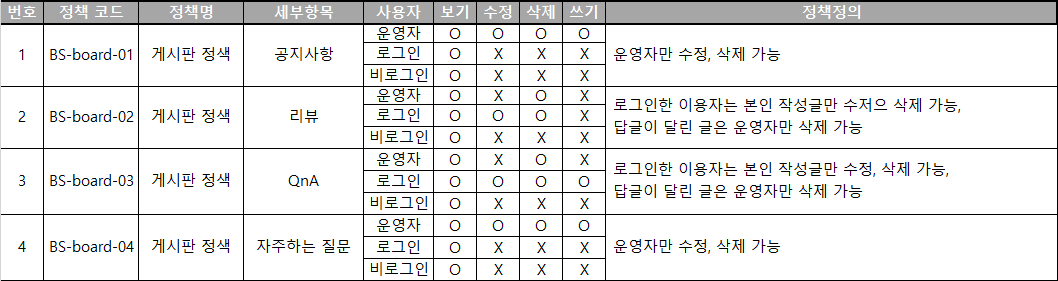 번호 정책 코드 정책명 세부항목 사용자 보기 수정 삭제 쓰기 정책정의
1 BS-board-01 게시판 정색 공지사항 운영자 O O O O 운영자만 수정, 삭제 가능
로그인 O X X X
비로그인 O X X X
2 BS-board-02 게시판 정색 리뷰 운영자 O X O X 로그인한 이용자는 본인 작성글만 수저으 삭제 가능,
로그인 O O O X 답글이 달린 글은 운영자만 삭제 가능
비로그인 O X X X
3 BS-board-03 게시판 정색 QnA 운영자 O X O X 로그인한 이용자는 본인 작성글만 수정, 삭제 가능,
로그인 O O O O 답글이 달린 글은 운영자만 삭제 가능
비로그인 O X X X
4 BS-board-04 게시판 정색 자주하는 질문 운영자 O O O O 운영자만 수정, 삭제 가능
로그인 O X X X
비로그인 O X X X